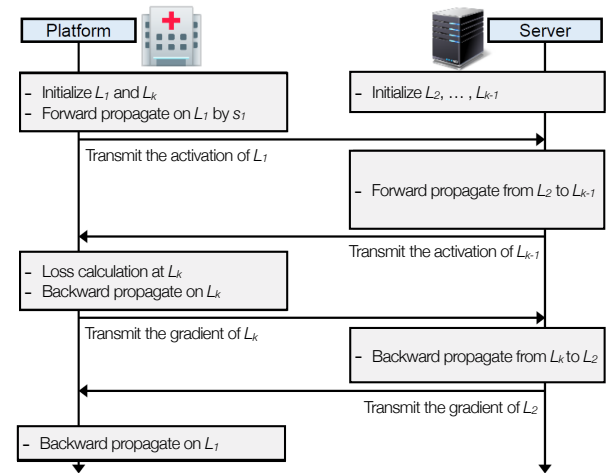 Platform
Server
- Initialize L1 and Lk
- Forward propagate on L1 by s1
- Initialize L2, … , Lk-1
Transmit the activation of L1
- Forward propagate from L2 to Lk-1
Transmit the activation of Lk-1
- Loss calculation at Lk
- Backward propagate on Lk
Transmit the gradient of Lk
- Backward propagate from Lk to L2
Transmit the gradient of L2
- Backward propagate on L1